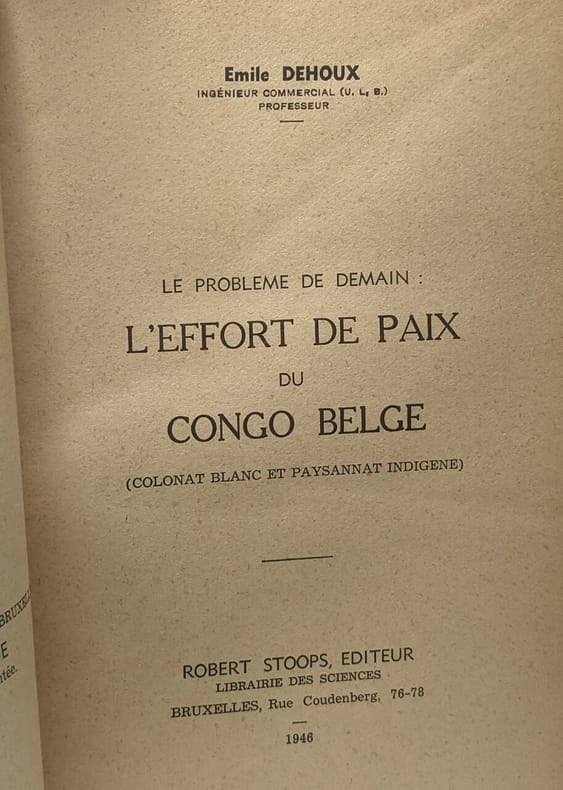 Emile DEHOUX
INGÉNIEUR COMMERCIAL (U. L. B.)
PROFESSEUR
LE PROBLEME DE DEMAIN :
L'EFFORT DE PAIX
DU
CONGO BELGE
(COLONAT BLANC ET PAYSANNAT INDIGENE)
ROBERT STOOPS, EDITEUR
LIBRAIRIE DES SCIENCES
BRUXELLES, Rue Coudenberg, 76-78
1946